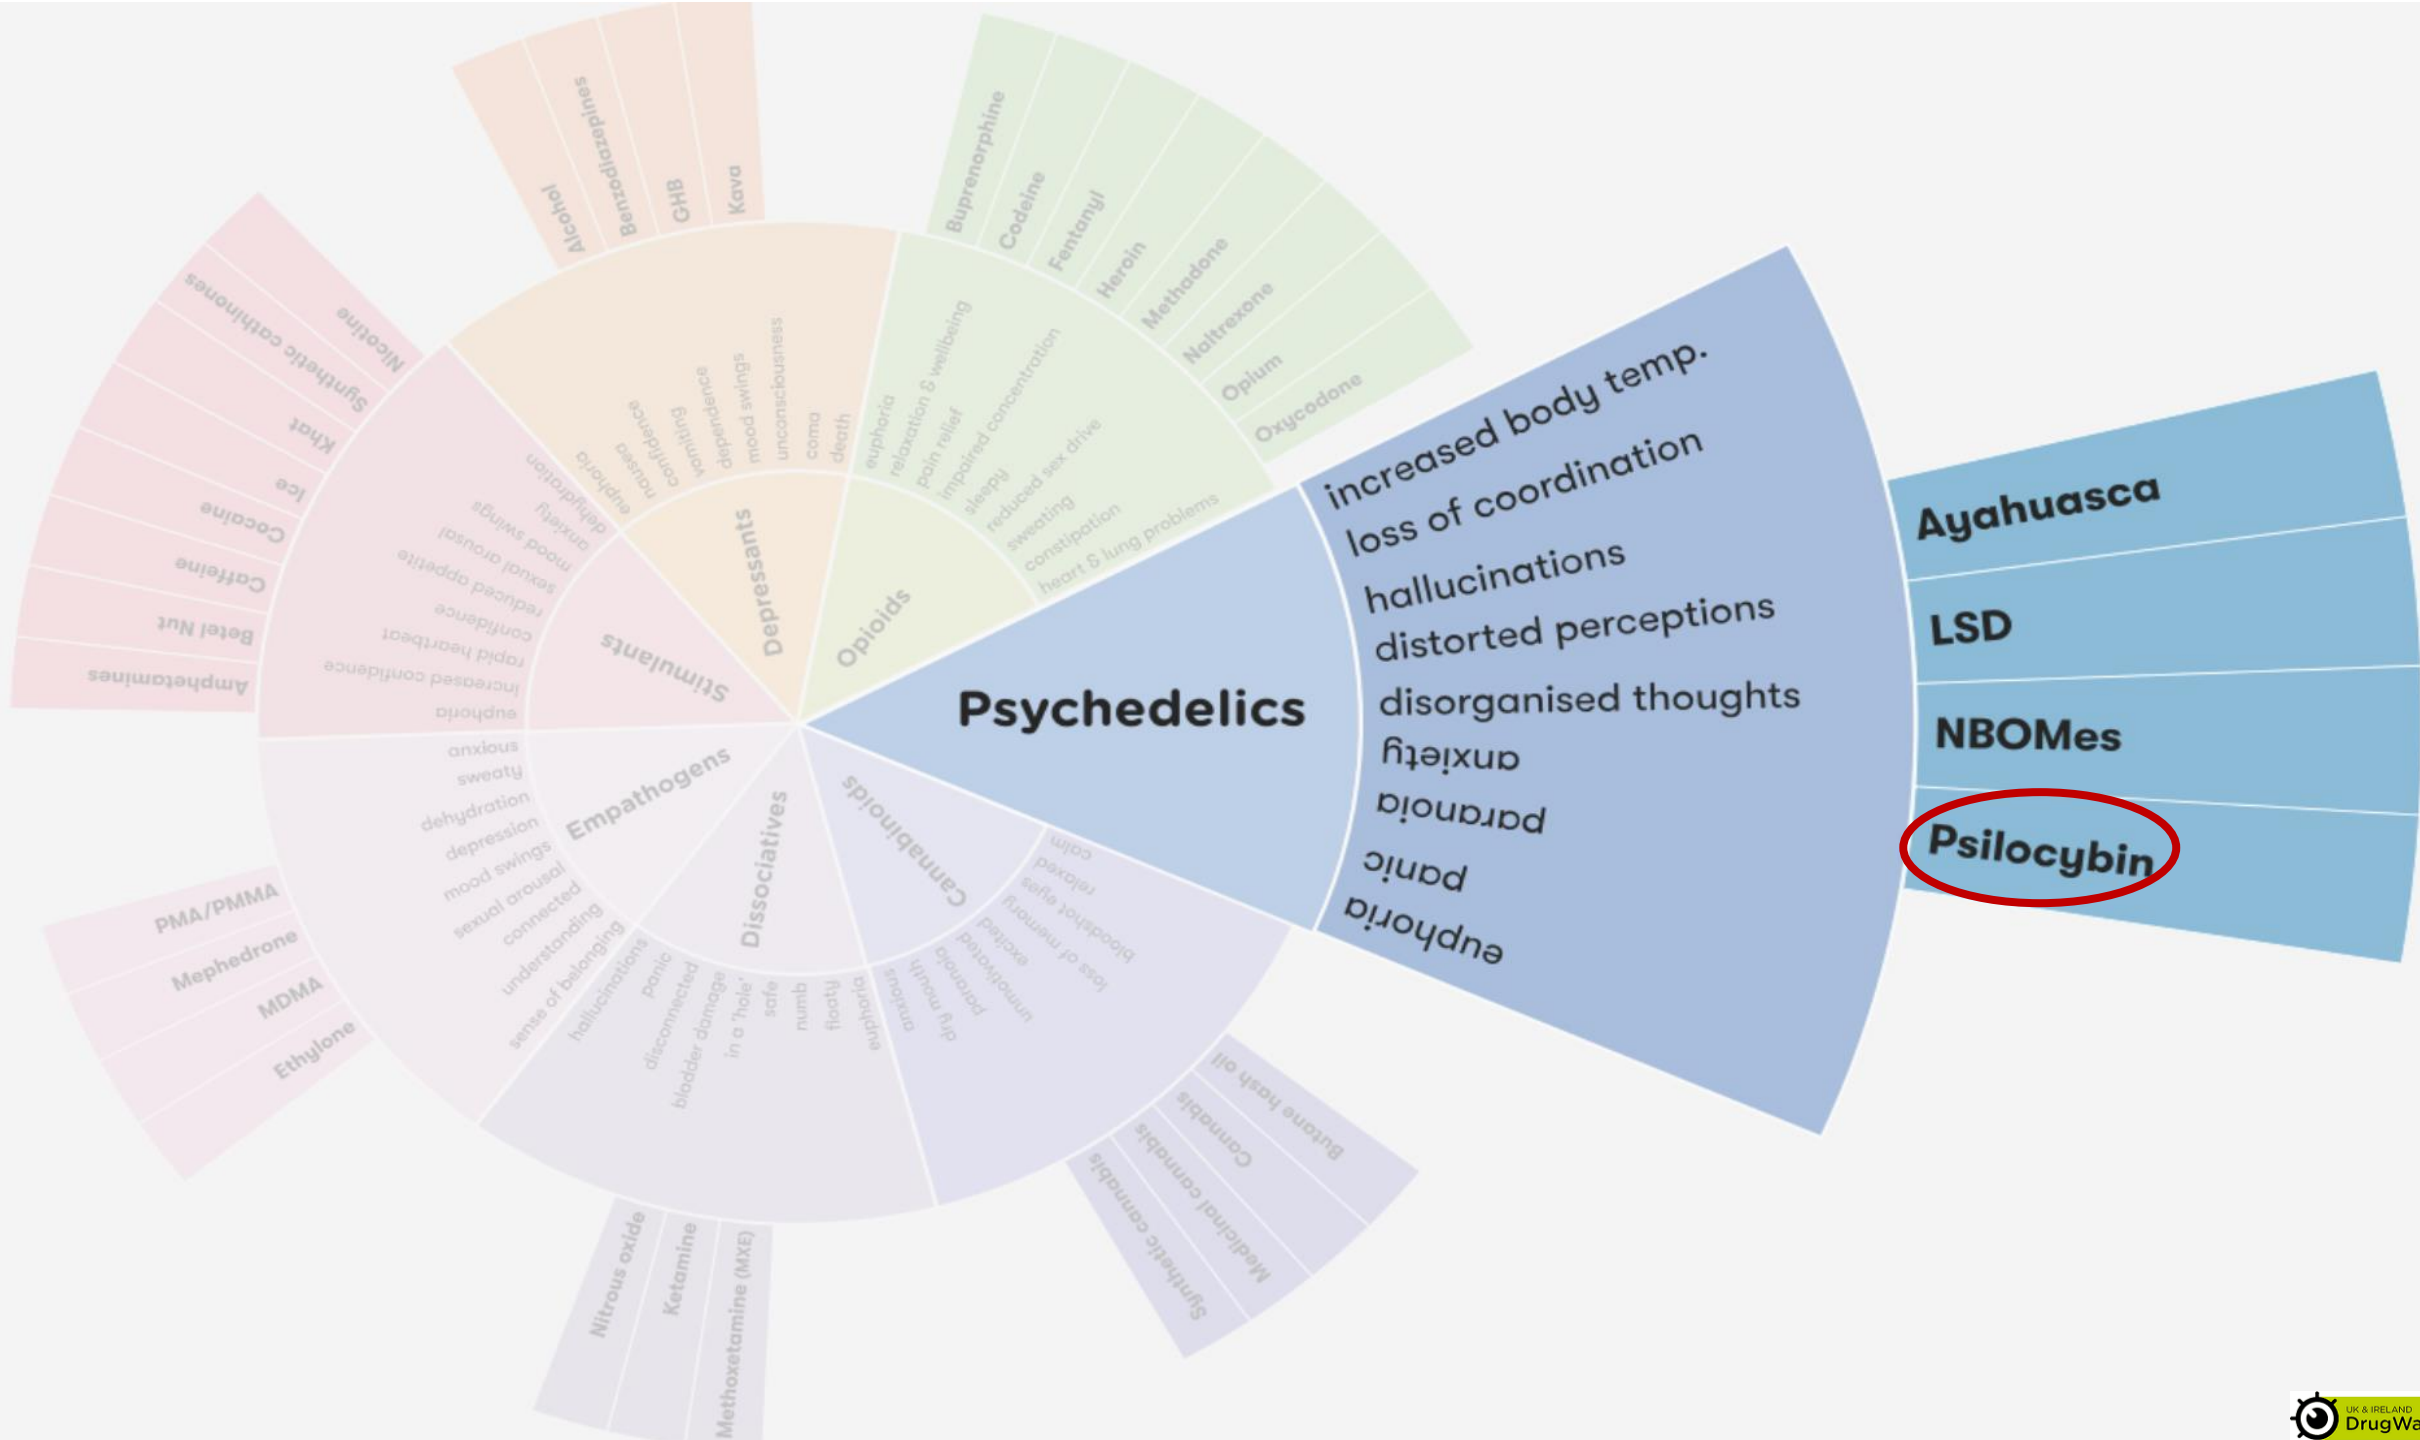 Alcohol
Benzodiazepines
GHB
Kava
Buprenorphine
Codeine
Fentanyl
Heroin
Methadone
Naltrexone
Opium
Oxycodone
Nicotine
Synthetic cathinones
Khat
Ice
Cocaine
Caffeine
Betel Nut
Amphetamines
Depressants
euphoria
nausea
confidence
vomiting
dependence
mood swings
unconsciousness
coma
death
Opioids
euphoria
relaxation & wellbeing
pain relief
impaired concentration
sleepy
reduced sex drive
sweating
constipation
heart & lung problems
Stimulants
dehydration
anxiety
mood swings
sexual arousal
reduced appetite
confidence
rapid heartbeat
increased confidence
euphoria
Psychedelics
increased body temp.
loss of coordination
hallucinations
distorted perceptions
disorganised thoughts
anxiety
paranoia
panic
euphoria
Ayahuasca
LSD
NBOMes
Psilocybin
Empathogens
anxious
sweaty
dehydration
depression
mood swings
sexual arousal
connected
understanding
sense of belonging
PMA/PMMA
Mephedrone
MDMA
Ethylone
Dissociatives
hallucinations
panic
disconnected
bladder damage
in a 'hole'
safe
numb
floaty
euphoria
Nitrous oxide
Ketamine
Methoxetamine (MXE)
Cannabinoids
calm
relaxed
bloodshot eyes
loss of memory
excited
unmotivated
paranoia
dry mouth
anxious
Butane hash oil
Cannabis
Medicinal cannabis
Synthetic cannabis
UK & IRELAND
DrugWa